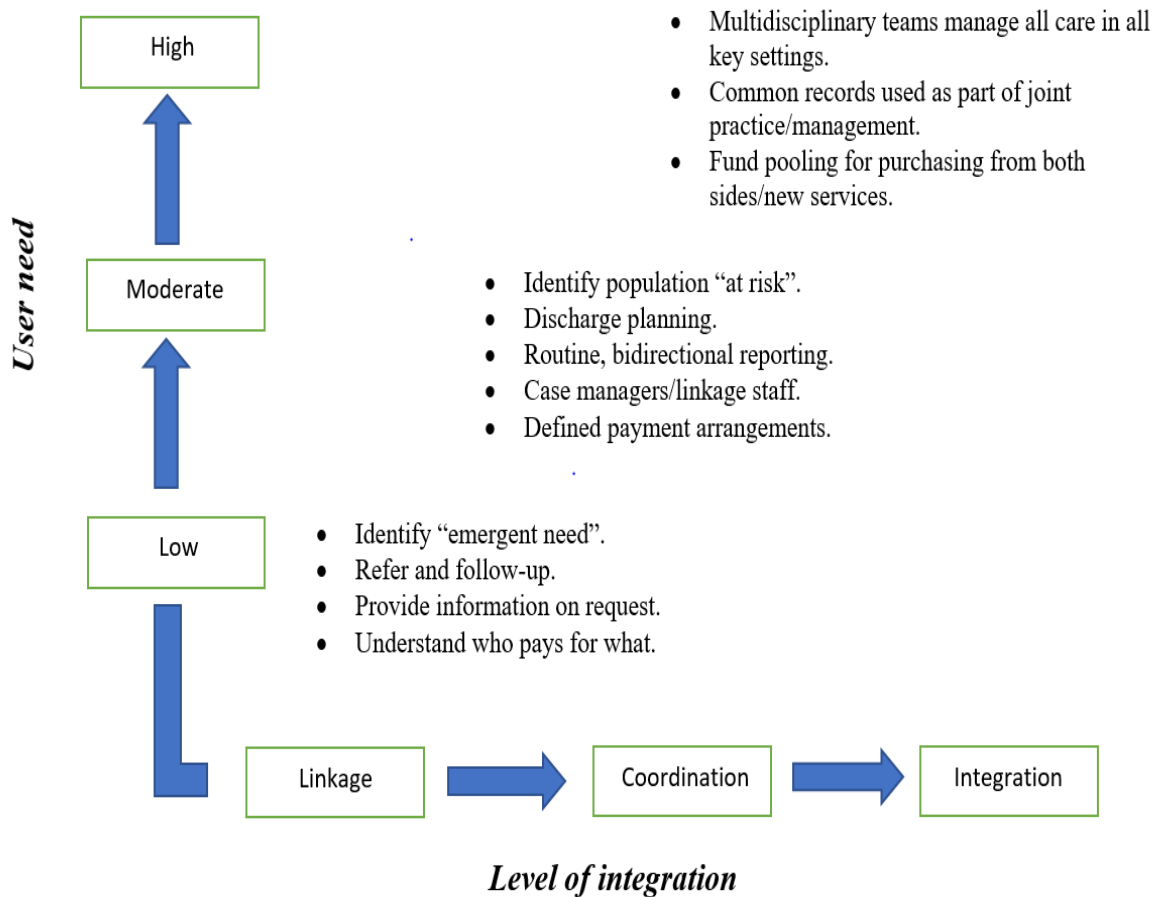 High
• Multidisciplinary teams manage all care in all
key settings.
• Common records used as part of joint
practice/management.
• Fund pooling for purchasing from both
sides/new services.
User need
Moderate
• Identify population “at risk”.
• Discharge planning.
• Routine, bidirectional reporting.
• Case managers/linkage staff.
• Defined payment arrangements.
Low
• Identify “emergent need”.
• Refer and follow-up.
• Provide information on request.
• Understand who pays for what.
Linkage
Coordination
Integration
Level of integration